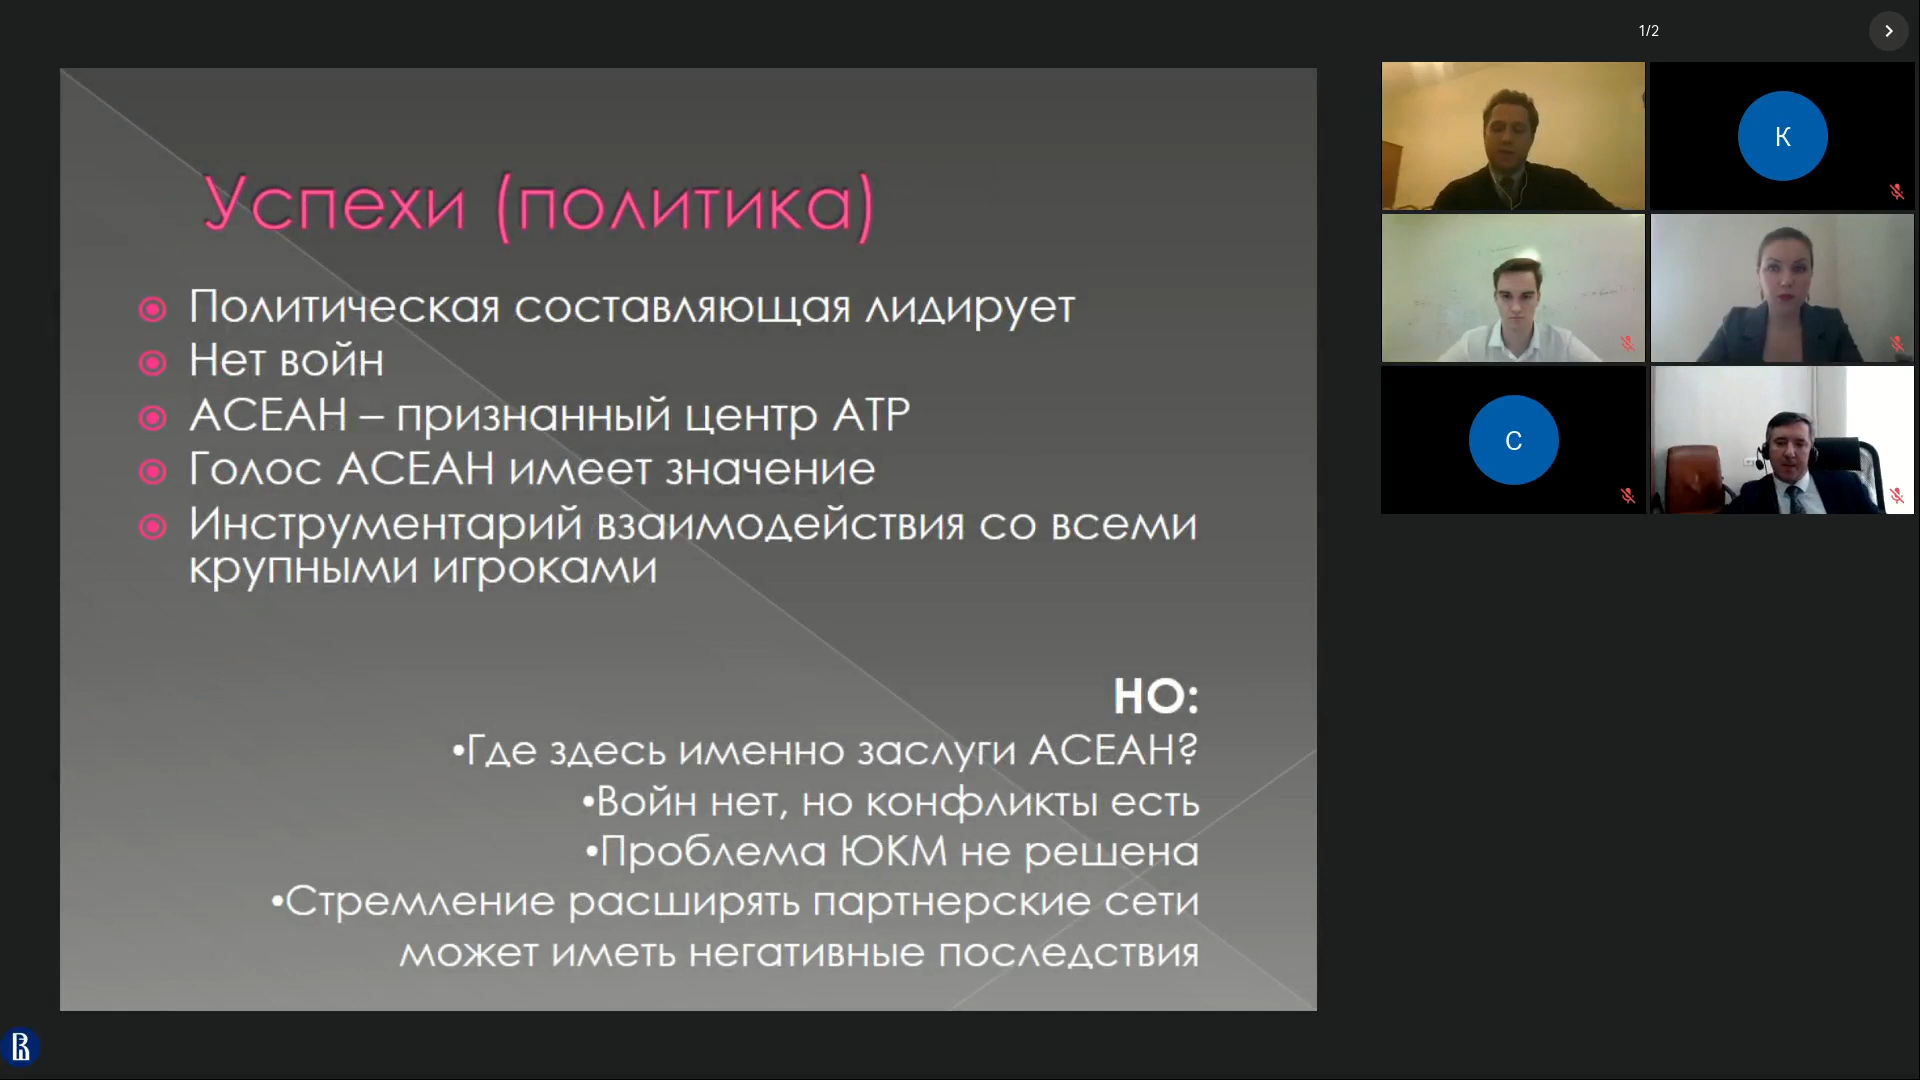 1/2
Успехи (политика)
Политическая составляющая лидирует
Нет войн
АСЕАН – признанный центр АТР
Голос АСЕАН имеет значение
Инструментарий взаимодействия со всеми
крупными игроками
НО:
•Где здесь именно заслуги АСЕАН?
•Войн нет, но конфликты есть
•Проблема ЮКМ не решена
•Стремление расширять партнерские сети
может иметь негативные последствия
К
С